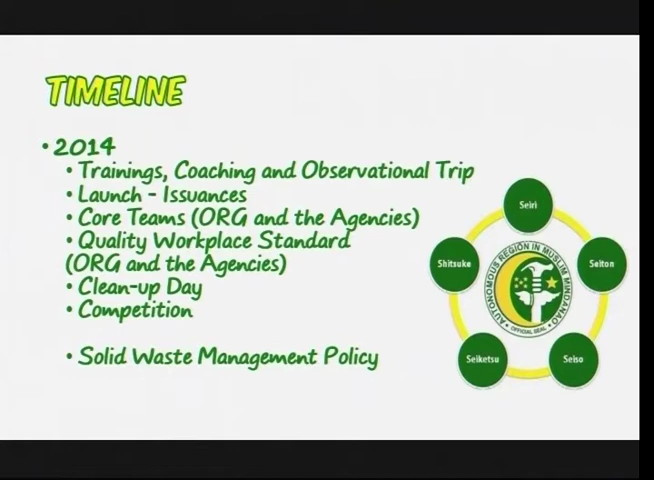 TIMELINE
• 2014
• Trainings, Coaching and Observational Trip
• Launch - Issuances
• Core Teams (ORG and the Agencies)
• Quality Workplace Standard
(ORG and the Agencies)
• Clean-up Day
• Competition
• Solid Waste Management Policy
Seiri
Shitsuke
Seiton
AUTONOMOUS REGION IN MUSLIM MINDANAO
OFFICIAL SEAL
Seiketsu
Seiso